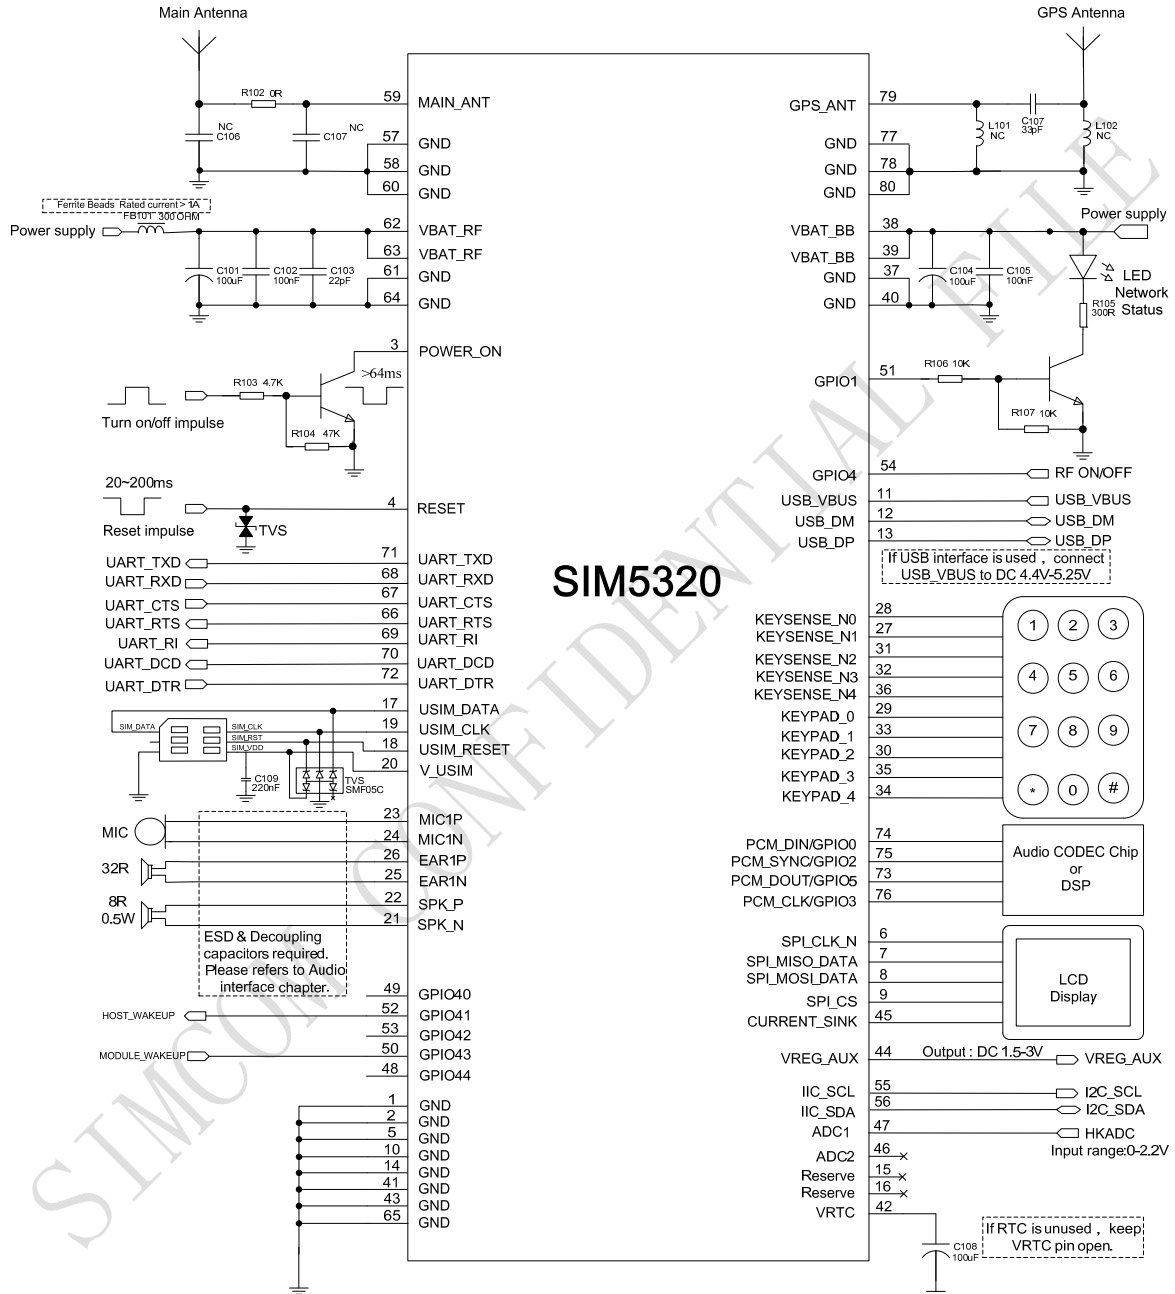 Main Antenna
GPS Antenna
R102 0R
59
MAIN_ANT
NC
C106
NC
C107
57
GND
58
GND
60
GND
Ferrite Beads Rated current > 1A
FB101 300 OHM
Power supply
62
VBAT_RF
63
VBAT_RF
61
GND
64
GND
C101
100uF
C102
100nF
C103
22pF
3
POWER_ON
>64ms
R103 4.7K
Turn on/off impulse
R104 47K
20~200ms
Reset impulse
TVS
4
RESET
UART_TXD
71
UART_TXD
UART_RXD
68
UART_RXD
UART_CTS
67
UART_CTS
UART_RTS
66
UART_RTS
UART_RI
69
UART_RI
UART_DCD
70
UART_DCD
UART_DTR
72
UART_DTR
17
USIM_DATA
19
USIM_CLK
18
USIM_RESET
20
V_USIM
SIM_DATA
SIM_CLK
SIM_RST
SIM_VDD
C109
220nF
TVS
SMF05C
MIC
23
MIC1P
24
MIC1N
32R
26
EAR1P
25
EAR1N
8R
0.5W
22
SPK_P
21
SPK_N
ESD & Decoupling
capacitors required.
Please refers to Audio
interface chapter.
49
GPIO40
HOST_WAKEUP
52
GPIO41
53
GPIO42
MODULE_WAKEUP
50
GPIO43
48
GPIO44
1
GND
2
GND
5
GND
10
GND
14
GND
41
GND
43
GND
65
GND
SIM5320
GPS_ANT
79
L101
NC
C107
33pF
L102
NC
GND
77
GND
78
GND
80
Power supply
VBAT_BB
38
VBAT_BB
39
GND
37
GND
40
C104
100uF
C105
100nF
LED
Network
Status
R105
300R
GPIO1
51
R106 10K
R107 10K
GPIO4
54
RF ON/OFF
USB_VBUS
11
USB_VBUS
USB_DM
12
USB_DM
USB_DP
13
USB_DP
If USB interface is used , connect
USB_VBUS to DC 4.4V-5.25V
KEYSENSE_N0
28
KEYSENSE_N1
27
KEYSENSE_N2
31
KEYSENSE_N3
32
KEYSENSE_N4
36
KEYPAD_0
29
KEYPAD_1
33
KEYPAD_2
30
KEYPAD_3
35
KEYPAD_4
34
1 2 3
4 5 6
7 8 9
* 0 #
PCM_DIN/GPIO0
74
PCM_SYNC/GPIO2
75
PCM_DOUT/GPIO5
73
PCM_CLK/GPIO3
76
Audio CODEC Chip
or
DSP
SPI_CLK_N
6
SPI_MISO_DATA
7
SPI_MOSI_DATA
8
SPI_CS
9
CURRENT_SINK
45
LCD
Display
VREG_AUX
44
Output : DC 1.5-3V
VREG_AUX
IIC_SCL
55
I2C_SCL
IIC_SDA
56
I2C_SDA
ADC1
47
HKADC
Input range:0-2.2V
ADC2
46
Reserve
15
Reserve
16
VRTC
42
C108
100uF
If RTC is unused , keep
VRTC pin open.
SIMCOM CONFIDENTIAL FILE